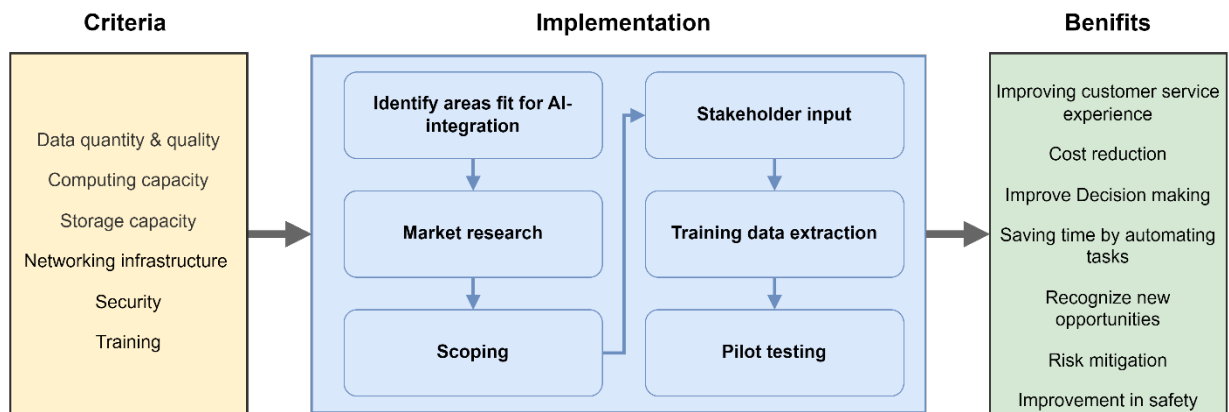 Criteria
Data quantity & quality
Computing capacity
Storage capacity
Networking infrastructure
Security
Training
Implementation
Identify areas fit for AI-
integration
Market research
Scoping
Stakeholder input
Training data extraction
Pilot testing
Benifits
Improving customer service
experience
Cost reduction
Improve Decision making
Saving time by automating
tasks
Recognize new
opportunities
Risk mitigation
Improvement in safety